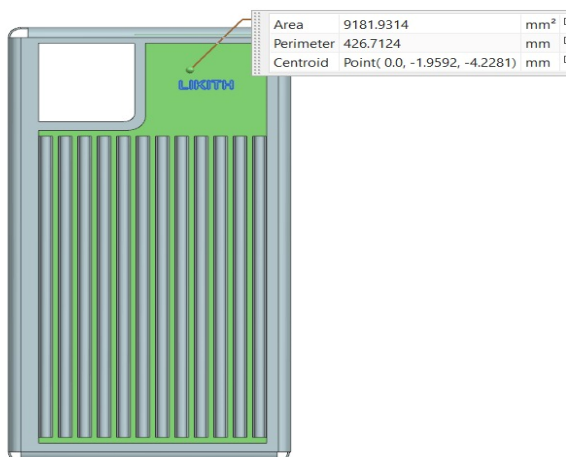 Area 9181.9314 mm²
Perimeter 426.7124 mm
Centroid Point( 0.0, -1.9592, -4.2281) mm
LIKITH